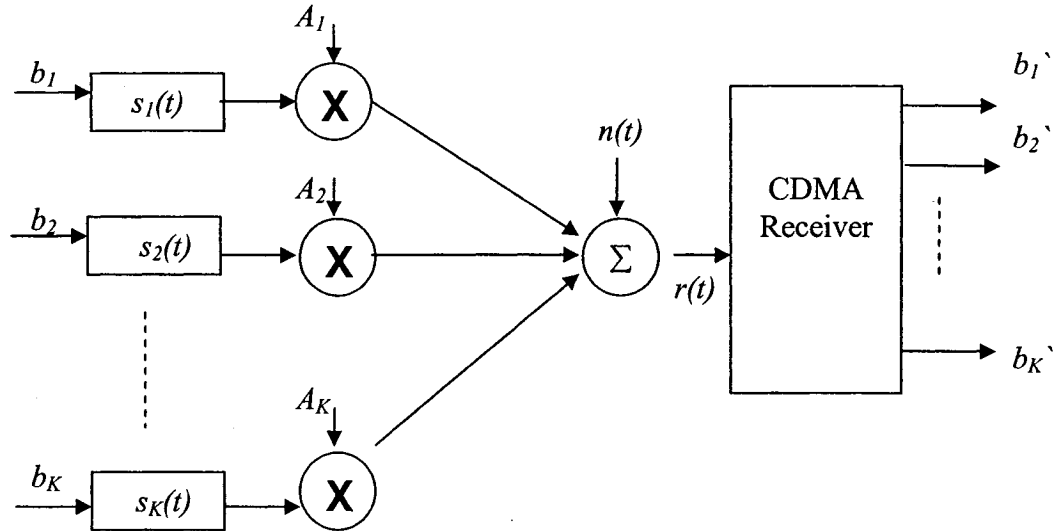 A1
b1
s1(t)
X
b1`
n(t)
b2`
A2
b2
s2(t)
X
Σ
r(t)
CDMA
Receiver
AK
bK
sK(t)
X
bK`